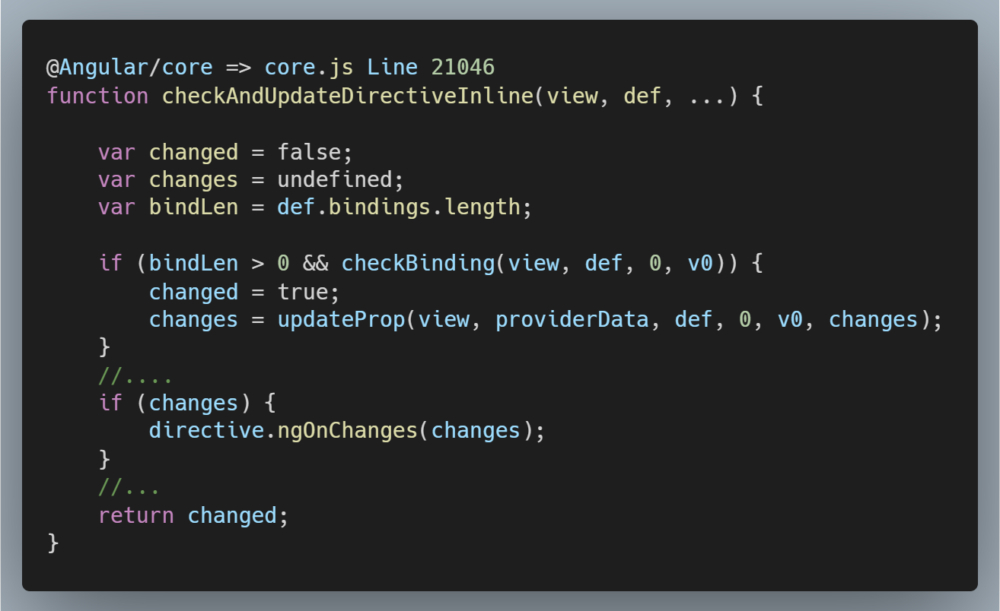 @Angular/core => core.js Line 21046
function checkAndUpdateDirectiveInline(view, def, ...) {
    var changed = false;
    var changes = undefined;
    var bindLen = def.bindings.length;
    if (bindLen > 0 && checkBinding(view, def, 0, v0)) {
        changed = true;
        changes = updateProp(view, providerData, def, 0, v0, changes);
    }
    //....
    if (changes) {
        directive.ngOnChanges(changes);
    }
    //...
    return changed;
}